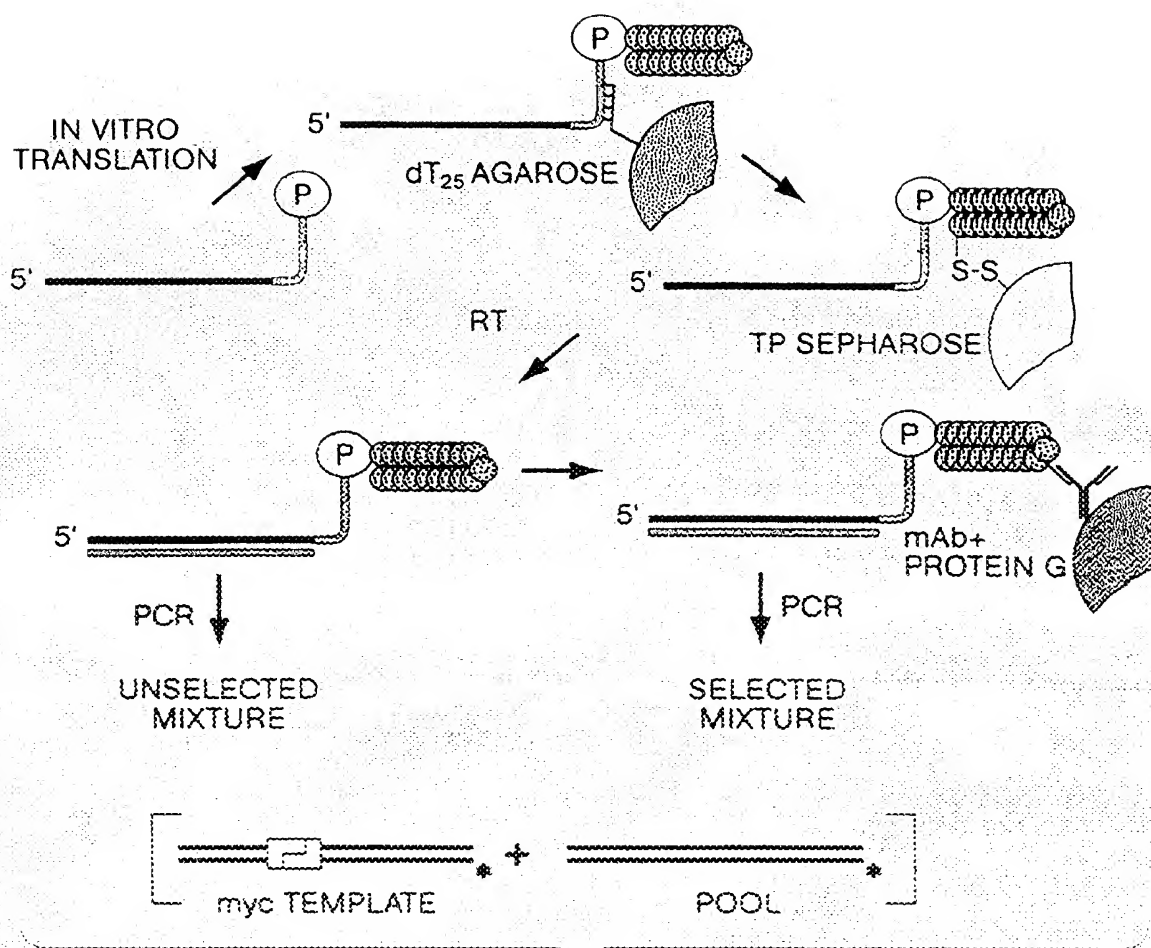 P
IN VITRO
TRANSLATION
5'
dT25 AGAROSE
P
5'
P
S-S
5'
TP SEPHAROSE
RT
P
5'
P
5'
mAb+
PROTEIN G
PCR
PCR
UNSELECTED
MIXTURE
SELECTED
MIXTURE
* + *
myc TEMPLATE
POOL